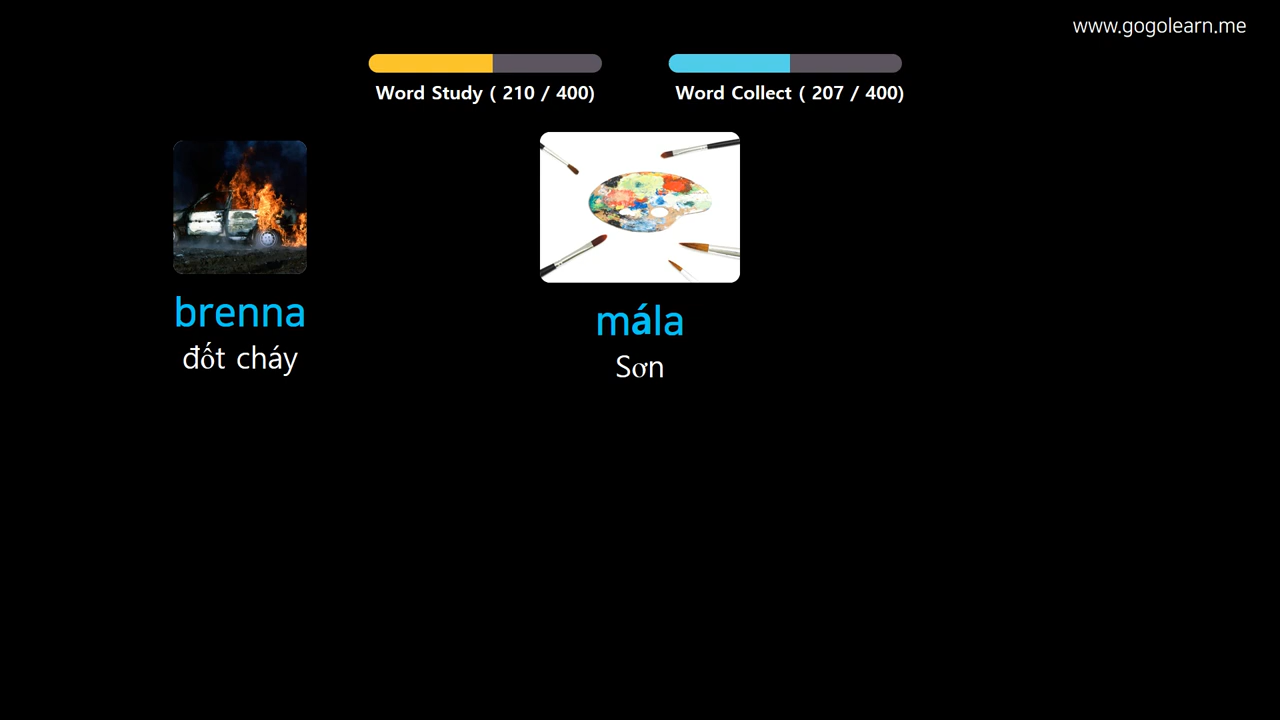 www.gogolearn.me
Word Study ( 210 / 400)
Word Collect ( 207 / 400)
brenna
đốt cháy
mála
Sơn